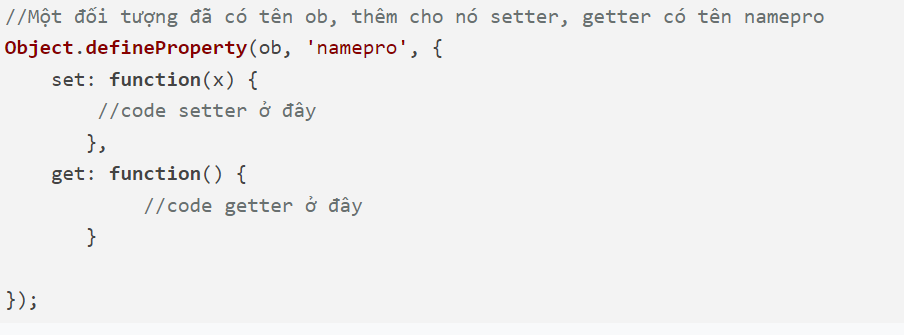 //Một đối tượng đã có tên ob, thêm cho nó setter, getter có tên namepro
Object.defineProperty(ob, 'namepro', {
    set: function(x) {
        //code setter ở đây
       },
    get: function() {
            //code getter ở đây
       }
});